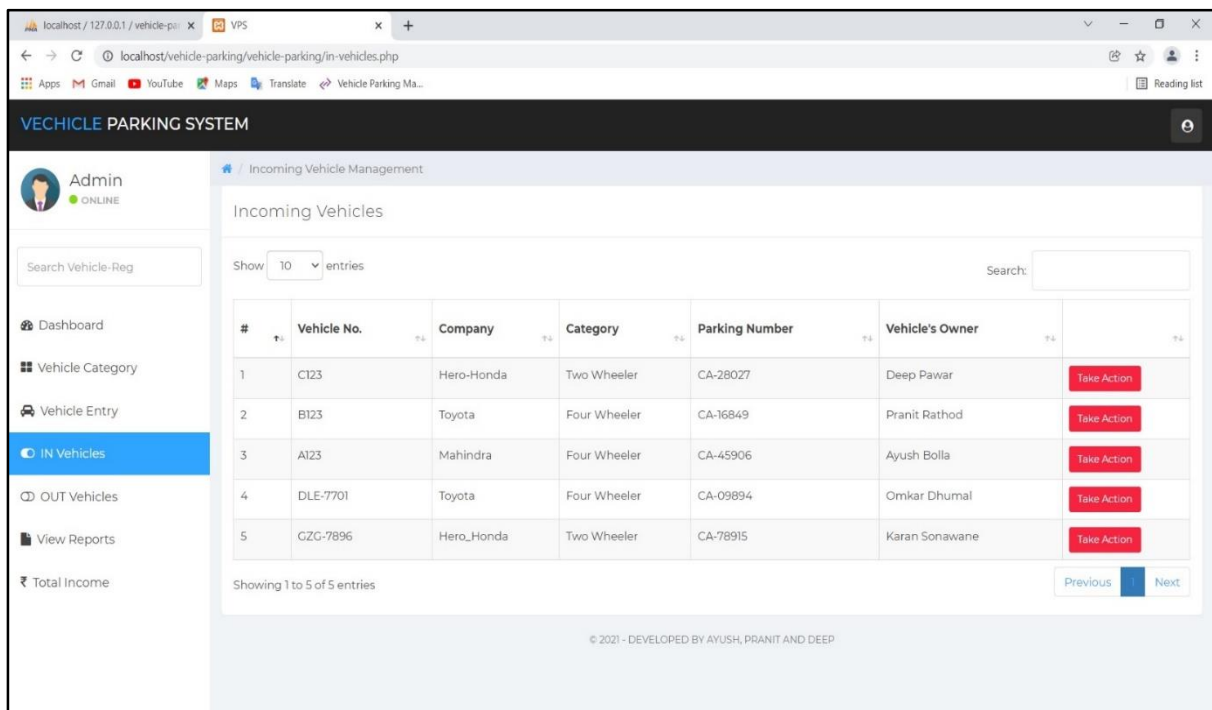 localhost / 127.0.0.1 / vehicle-par
VPS
localhost/vehicle-parking/vehicle-parking/in-vehicles.php
Apps Gmail YouTube Maps Translate Vehicle Parking Ma... Reading list
VECHICLE PARKING SYSTEM
Admin
ONLINE
Search Vehicle-Reg
Dashboard
Vehicle Category
Vehicle Entry
IN Vehicles
OUT Vehicles
View Reports
₹ Total Income
/ Incoming Vehicle Management
Incoming Vehicles
Show 10 entries Search:
# Vehicle No. Company Category Parking Number Vehicle's Owner
1 C123 Hero-Honda Two Wheeler CA-28027 Deep Pawar Take Action
2 B123 Toyota Four Wheeler CA-16849 Pranit Rathod Take Action
3 A123 Mahindra Four Wheeler CA-45906 Ayush Bolla Take Action
4 DLE-7701 Toyota Four Wheeler CA-09894 Omkar Dhumal Take Action
5 GZG-7896 Hero_Honda Two Wheeler CA-78915 Karan Sonawane Take Action
Showing 1 to 5 of 5 entries Previous 1 Next
© 2021 - DEVELOPED BY AYUSH, PRANIT AND DEEP